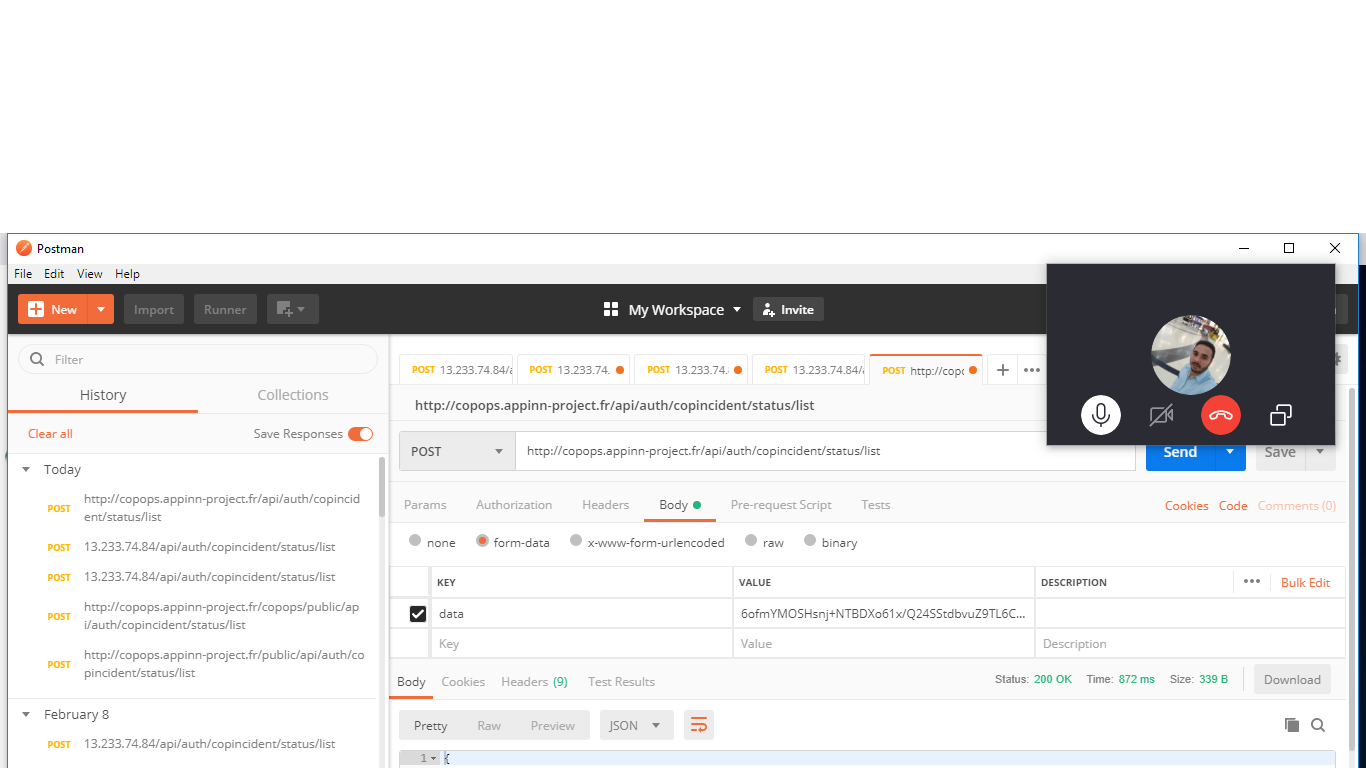 Postman
File Edit View Help
New Import Runner My Workspace Invite
Filter
History Collections
Clear all Save Responses
Today
POST http://copops.appinn-project.fr/api/auth/copincid
ent/status/list
POST 13.233.74.84/api/auth/copincident/status/list
POST 13.233.74.84/api/auth/copincident/status/list
POST http://copops.appinn-project.fr/copops/public/ap
i/auth/copincident/status/list
POST http://copops.appinn-project.fr/public/api/auth/co
pincident/status/list
February 8
POST 13.233.74.84/api/auth/copincident/status/list
POST 13.233.74.84/a POST 13.233.74. POST 13.233.74. POST 13.233.74.84/a POST http://copo
http://copops.appinn-project.fr/api/auth/copincident/status/list
POST http://copops.appinn-project.fr/api/auth/copincident/status/list Send Save
Params Authorization Headers Body Pre-request Script Tests Cookies Code Comments (0)
none form-data x-www-form-urlencoded raw binary
KEY VALUE DESCRIPTION ••• Bulk Edit
data 6ofmYMOSHsnj+NTBDXo61x/Q24SStdbvuZ9TL6C...
Key Value Description
Body Cookies Headers (9) Test Results Status: 200 OK Time: 872 ms Size: 339 B Download
Pretty Raw Preview JSON
1 {